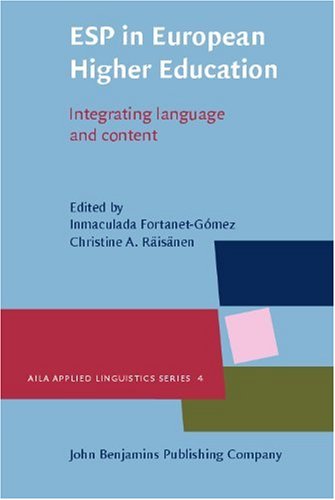 ESP in European
Higher Education
Integrating language
and content
Edited by
Inmaculada Fortanet-Gómez
Christine A. Räisänen
AILA APPLIED LINGUISTICS SERIES 4
John Benjamins Publishing Company